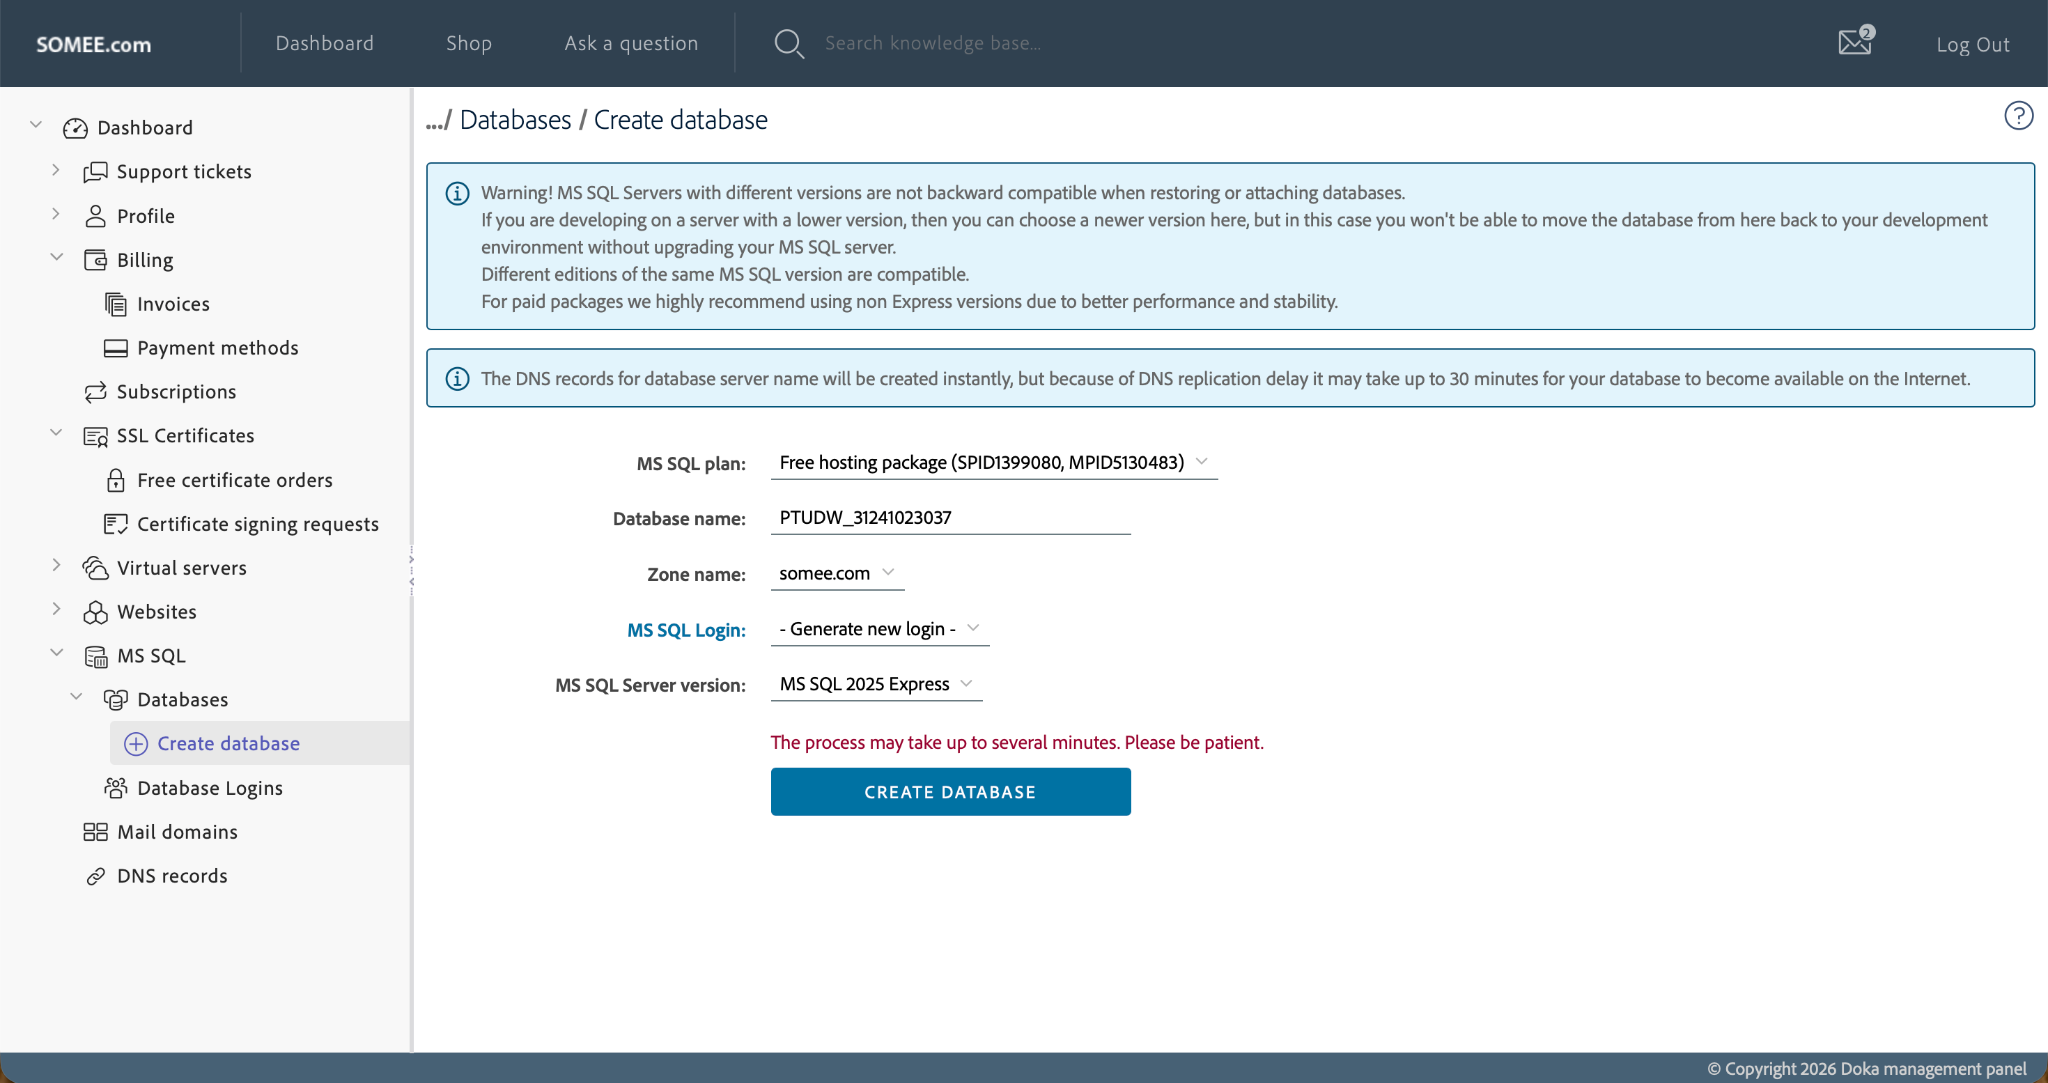 SOMEE.com
Dashboard
Shop
Ask a question
Search knowledge base...
2
Log Out
Dashboard
Support tickets
Profile
Billing
Invoices
Payment methods
Subscriptions
SSL Certificates
Free certificate orders
Certificate signing requests
Virtual servers
Websites
MS SQL
Databases
Create database
Database Logins
Mail domains
DNS records
.../ Databases / Create database
?
Warning! MS SQL Servers with different versions are not backward compatible when restoring or attaching databases.
If you are developing on a server with a lower version, then you can choose a newer version here, but in this case you won't be able to move the database from here back to your development
environment without upgrading your MS SQL server.
Different editions of the same MS SQL version are compatible.
For paid packages we highly recommend using non Express versions due to better performance and stability.
The DNS records for database server name will be created instantly, but because of DNS replication delay it may take up to 30 minutes for your database to become available on the Internet.
MS SQL plan: Free hosting package (SPID1399080, MPID5130483)
Database name: PTUDW_31241023037
Zone name: somee.com
MS SQL Login: - Generate new login -
MS SQL Server version: MS SQL 2025 Express
The process may take up to several minutes. Please be patient.
CREATE DATABASE
© Copyright 2026 Doka management panel